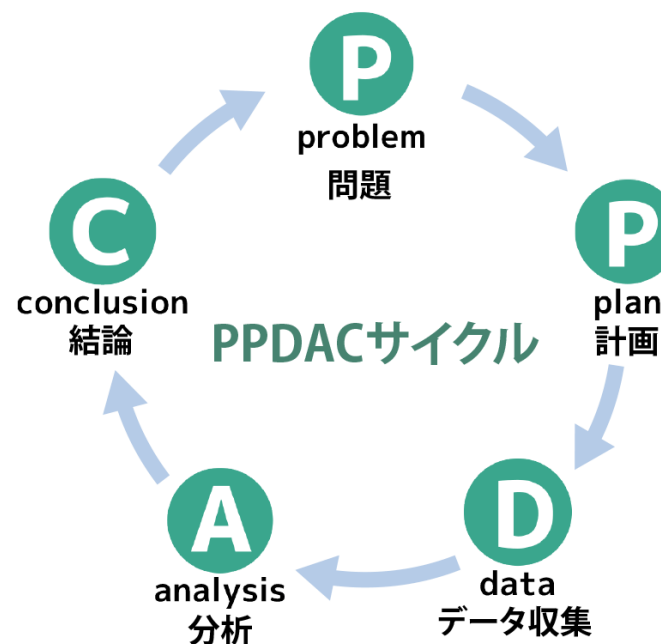 P
problem
問題
P
plan
計画
D
data
データ収集
A
analysis
分析
C
conclusion
結論
PPDACサイクル